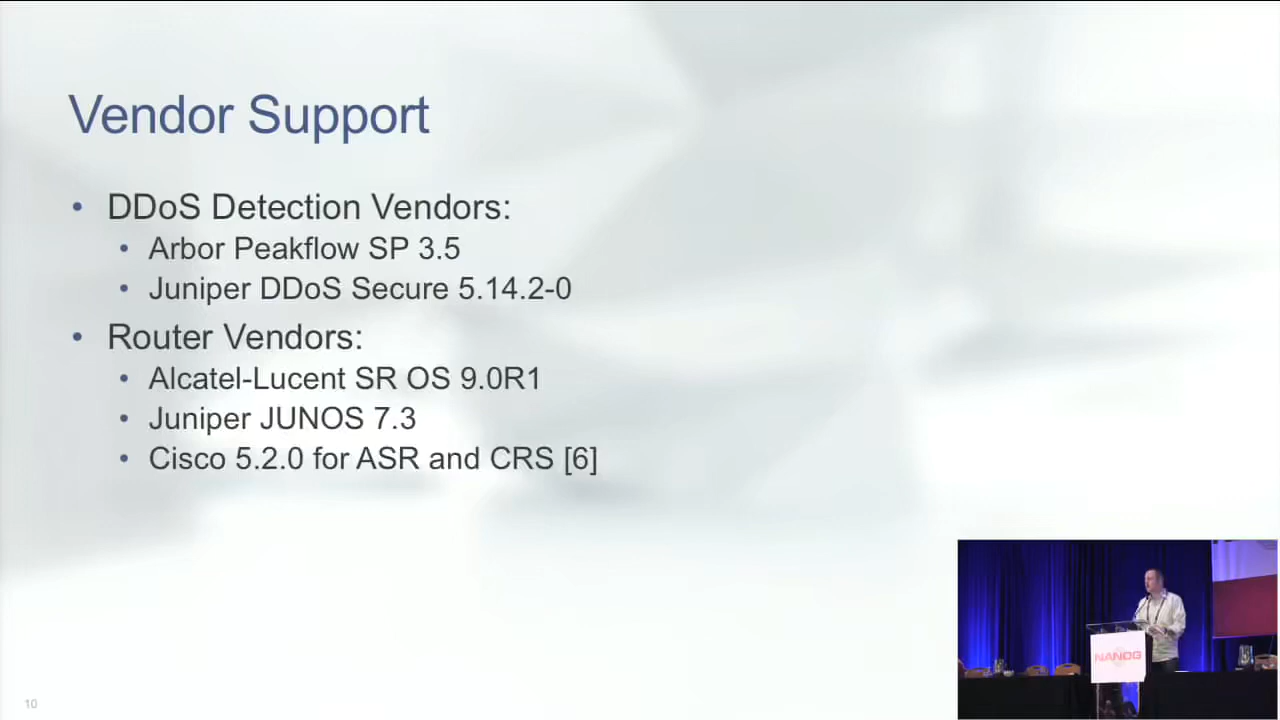 Vendor Support
• DDoS Detection Vendors:
• Arbor Peakflow SP 3.5
• Juniper DDoS Secure 5.14.2-0
• Router Vendors:
• Alcatel-Lucent SR OS 9.0R1
• Juniper JUNOS 7.3
• Cisco 5.2.0 for ASR and CRS [6]
NANOG
10